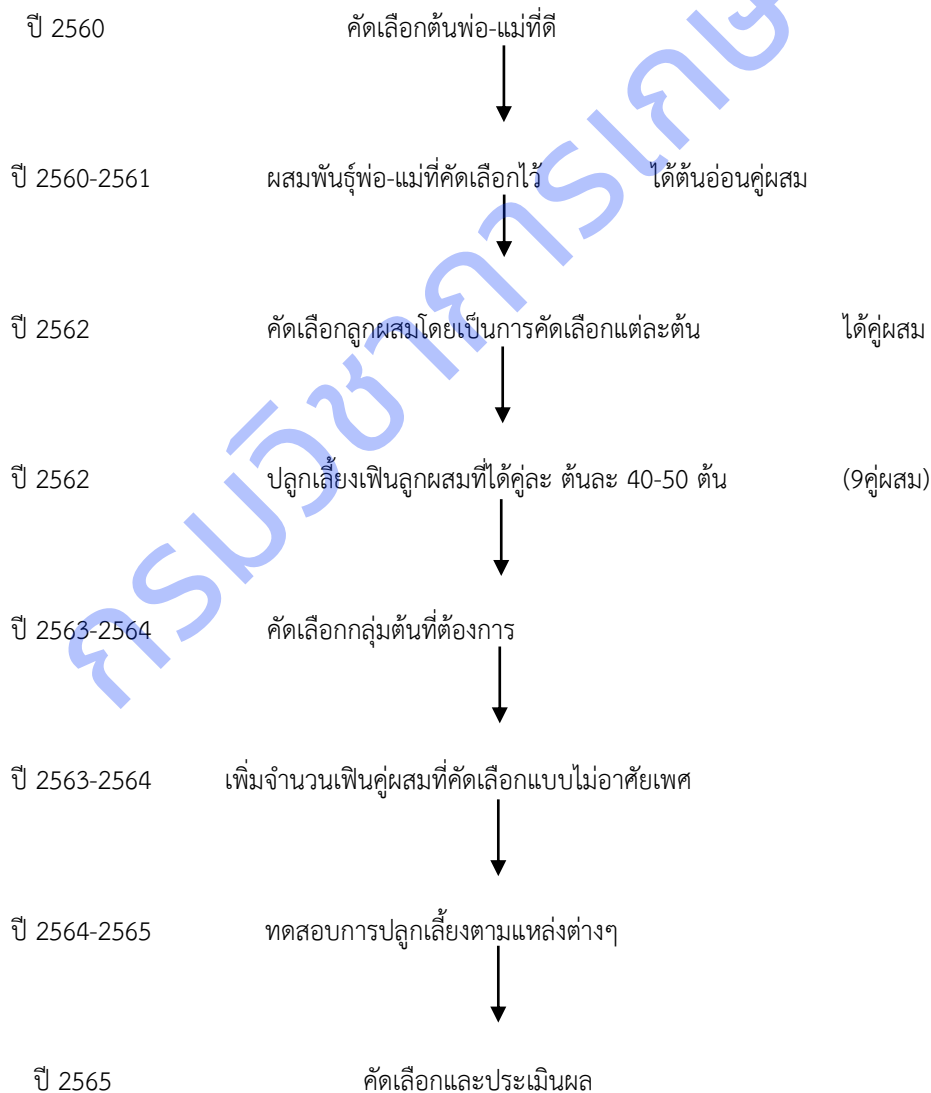 ปี 2560 คัดเลือกต้นพ่อ-แม่ที่ดี
ปี 2560-2561 ผสมพันธุ์พ่อ-แม่ที่คัดเลือกไว้ ได้ต้นอ่อนคู่ผสม
ปี 2562 คัดเลือกลูกผสมโดยเป็นการคัดเลือกแต่ละต้น ได้คู่ผสม
ปี 2562 ปลูกเลี้ยงเฟินลูกผสมที่ได้คู่ละ ต้นละ 40-50 ต้น (9คู่ผสม)
ปี 2563-2564 คัดเลือกกลุ่มต้นที่ต้องการ
ปี 2563-2564 เพิ่มจำนวนเฟินคู่ผสมที่คัดเลือกแบบไม่อาศัยเพศ
ปี 2564-2565 ทดสอบการปลูกเลี้ยงตามแหล่งต่างๆ
ปี 2565 คัดเลือกและประเมินผล
กรมวิชาการเกษ